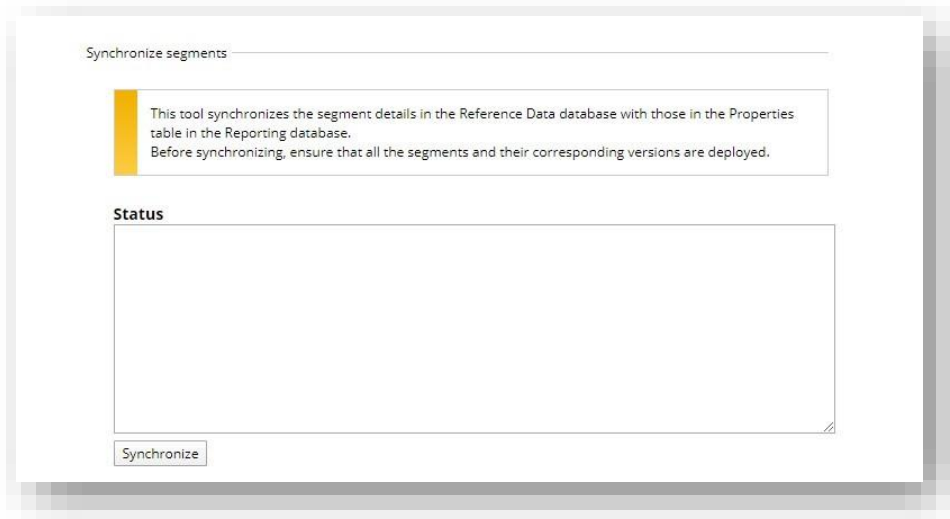 Synchronize segments
This tool synchronizes the segment details in the Reference Data database with those in the Properties
table in the Reporting database.
Before synchronizing, ensure that all the segments and their corresponding versions are deployed.
Status
Synchronize